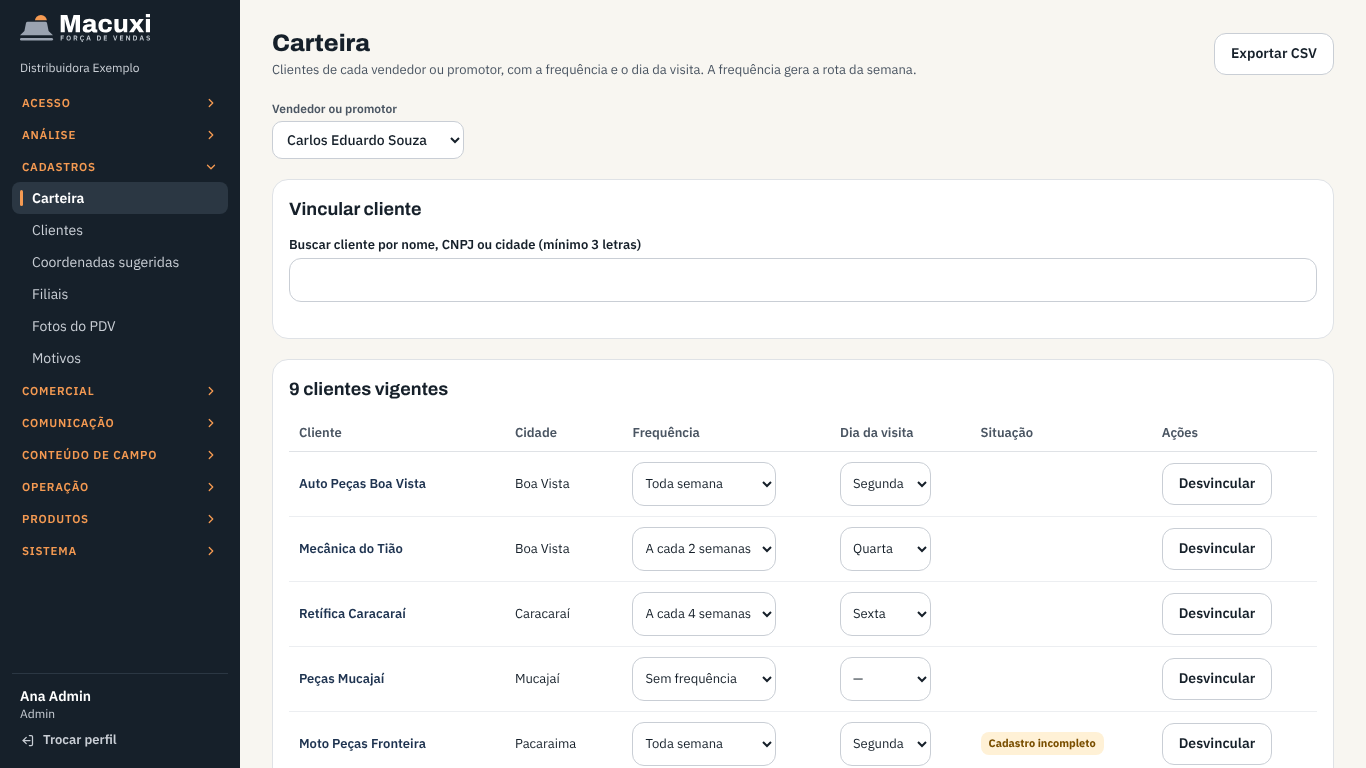 Macuxi
FORÇA DE VENDAS
Distribuidora Exemplo
ACESSO
ANÁLISE
CADASTROS
Carteira
Clientes
Coordenadas sugeridas
Filiais
Fotos do PDV
Motivos
COMERCIAL
COMUNICAÇÃO
CONTEÚDO DE CAMPO
OPERAÇÃO
PRODUTOS
SISTEMA
Ana Admin
Admin
Trocar perfil
Carteira
Clientes de cada vendedor ou promotor, com a frequência e o dia da visita. A frequência gera a rota da semana.
Exportar CSV
Vendedor ou promotor
Carlos Eduardo Souza
Vincular cliente
Buscar cliente por nome, CNPJ ou cidade (mínimo 3 letras)
9 clientes vigentes
Cliente Cidade Frequência Dia da visita Situação Ações
Auto Peças Boa Vista Boa Vista Toda semana Segunda Desvincular
Mecânica do Tião Boa Vista A cada 2 semanas Quarta Desvincular
Retífica Caracaraí Caracaraí A cada 4 semanas Sexta Desvincular
Peças Mucajaí Mucajaí Sem frequência — Desvincular
Moto Peças Fronteira Pacaraima Toda semana Segunda Cadastro incompleto Desvincular